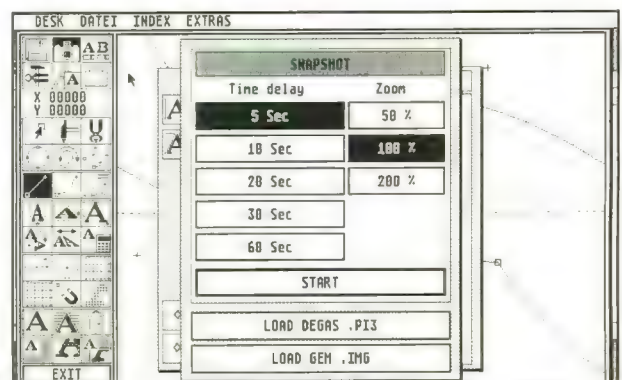 DESK DATEI INDEX EXTRAS
AB
A
X 00000
Y 00000
A A A
A A A
A A
A A A
EXIT
A
A
SNAPSHOT
Time delay Zoom
5 Sec 50 %
10 Sec 100 %
20 Sec 200 %
30 Sec
60 Sec
START
LOAD DEGAS .PI3
LOAD GEM .IMG